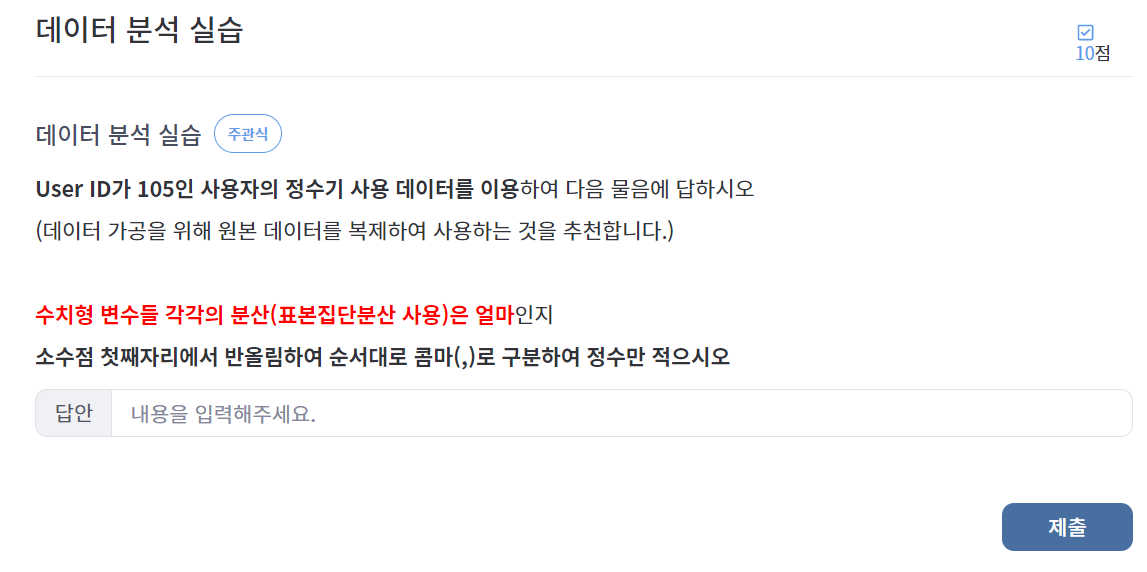 데이터 분석 실습
10점
데이터 분석 실습 주관식
User ID가 105인 사용자의 정수기 사용 데이터를 이용하여 다음 물음에 답하시오
(데이터 가공을 위해 원본 데이터를 복제하여 사용하는 것을 추천합니다.)
수치형 변수들 각각의 분산(표본집단분산 사용)은 얼마인지
소수점 첫째자리에서 반올림하여 순서대로 콤마(,)로 구분하여 정수만 적으시오
답안 내용을 입력해주세요.
제출